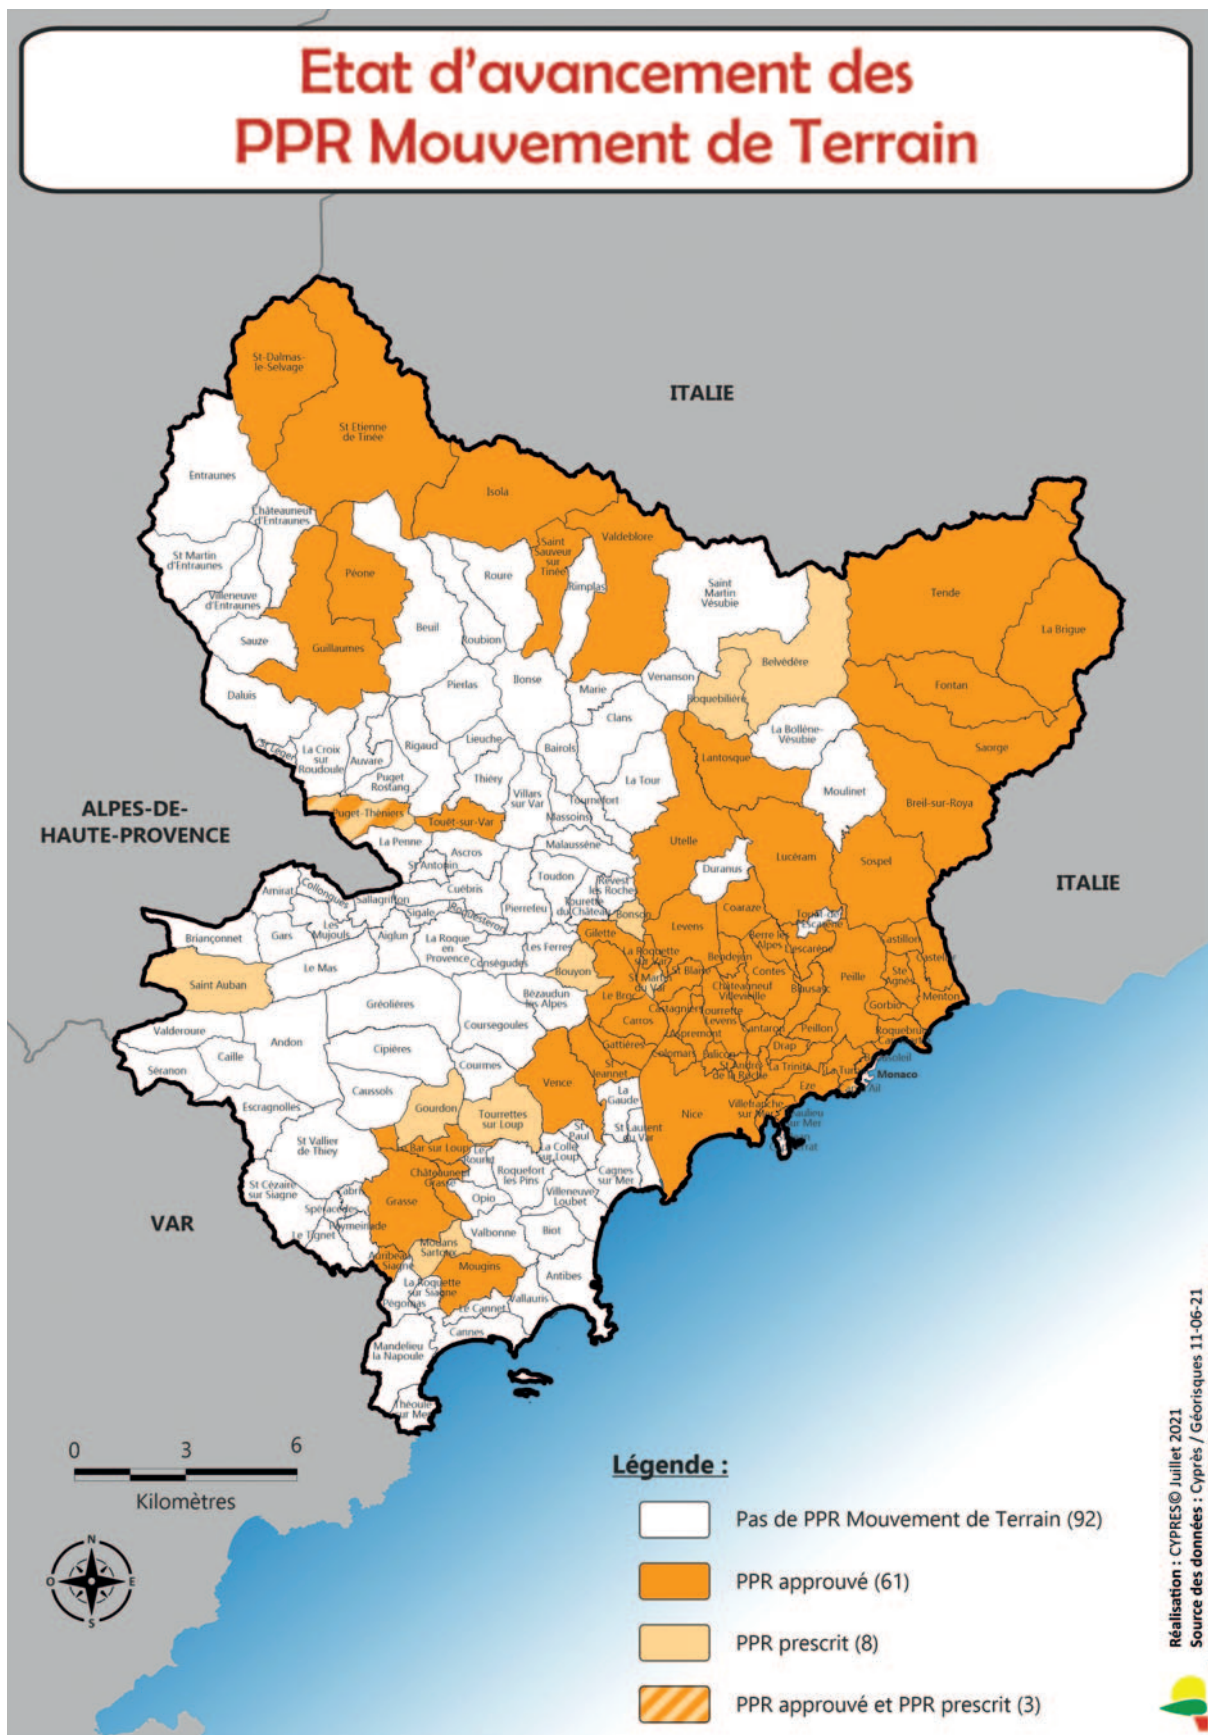 Etat d'avancement des
PPR Mouvement de Terrain
ITALIE
St-Dalmas-
le-Selvage
St Etienne
de Tinée
Entraunes
Isola
Châteauneuf
d'Entraunes
Saint
Sauveur
sur
Tinée
Valdeblore
St Martin
d'Entraunes
Péone
Roure
Rimplas
Saint
Martin
Vésubie
Tende
Villeneuve
d'Entraunes
Beuil
La Brigue
Sauze
Guillaumes
Roubion
Belvédère
Daluis
Pierlas
Ilonse
Marie
Venanson
Roquebilière
Fontan
Clans
La Bollène-
Vésubie
Saorge
St Léger
La Croix
sur
Roudoule
Auvare
Rigaud
Lieuche
Bairols
Lantosque
Puget
Rostang
Thiéry
La Tour
Moulinet
Villars
sur Var
Tournefort
Breil-sur-Roya
ALPES-DE-
HAUTE-PROVENCE
Puget-Théniers
Touët-sur-Var
Massoins
La Penne
Malaussène
Utelle
Lucéram
Sospel
Ascros
St Antonin
Toudon
Duranus
ITALIE
Amirat
Collongues
Sallagriffon
Cuébris
Revest
les Roches
Tourette
du Château
Coaraze
Briançonnet
Gars
Les
Mujouls
Aiglun
Sigale
Roquesteron
Pierrefeu
Bonson
Gilette
Levens
Berre les
Alpes
L'escarène
Castillon
La Roque
en
Provence
Les Ferres
La Roquette
sur Var
Bendejun
Castellar
Saint Auban
Le Mas
Conségudes
Bouyon
St Martin
du Var
St Blaise
Contes
Peille
Ste
Agnès
Gréolières
Bézaudun
les Alpes
Le Broc
Châteauneuf
Villevieille
Blausasc
Gorbio
Menton
Valderoure
Andon
Coursegoules
Carros
Castagniers
Tourrette
Levens
Cipières
Aspremont
Cantaron
Peillon
Caille
Gattières
Colomars
Falicon
Drap
Séranon
Courmes
St
Jeannet
St André
de la Roche
La Trinité
Monaco
Escragnolles
Caussols
Gourdon
Tourrettes
sur Loup
Vence
La
Gaude
Nice
Villefranche
sur Mer
Eze
St Vallier
de Thiey
St
Paul
St Laurent
du Var
Le Bar sur Loup
Le
Rouret
La Colle
sur Loup
St Cézaire
sur Siagne
Châteauneuf
Grasse
Roquefort
les Pins
Cagnes
sur Mer
Grasse
Opio
Villeneuve
Loubet
Spéracèdes
VAR
Le Tignet
Peymeinade
Valbonne
Biot
Mouans
Sartoux
Auribeau
Siagne
Mougins
Antibes
La Roquette
sur Siagne
Pégomas
Le Cannet
Vallauris
Cannes
Mandelieu
la Napoule
Théoule
sur Mer
0 3 6
Kilomètres
N
O E
S
Légende :
Pas de PPR Mouvement de Terrain (92)
PPR approuvé (61)
PPR prescrit (8)
PPR approuvé et PPR prescrit (3)
Réalisation : CYPRES© Juillet 2021
Source des données : Cyprès / Géorisques 11-06-21